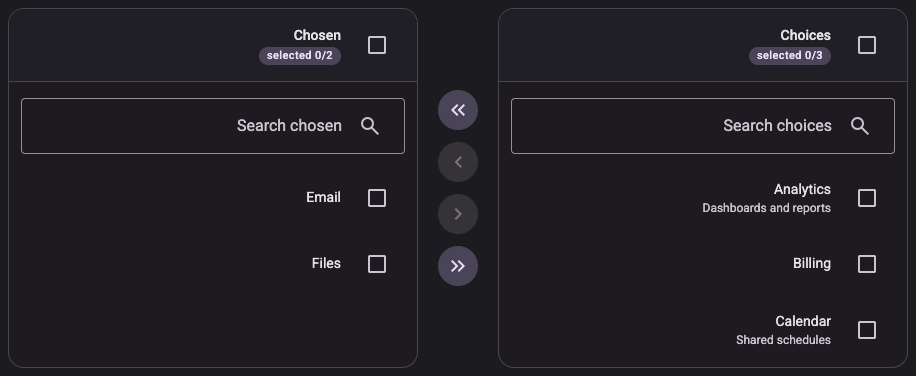 Chosen
selected 0/2
Search chosen
Email
Files
Choices
selected 0/3
Search choices
Analytics
Dashboards and reports
Billing
Calendar
Shared schedules